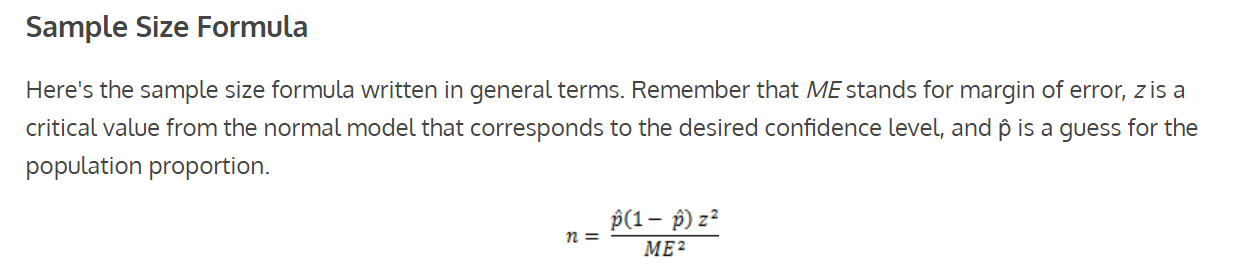 Sample Size Formula
Here's the sample size formula written in general terms. Remember that ME stands for margin of error, z is a
critical value from the normal model that corresponds to the desired confidence level, and p̂ is a guess for the
population proportion.
n = p̂(1 − p̂) z² / ME²